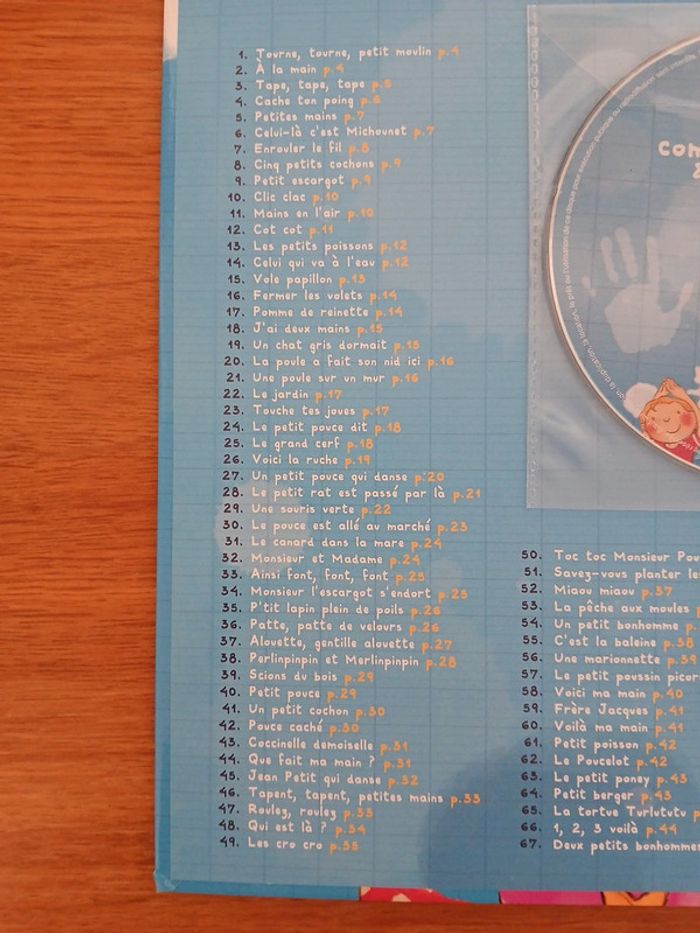 1. Tourne, tourne, petit moulin p.4
2. À la main p.4
3. Tape, tape, tape p.5
4. Cache ton poing p.6
5. Petites mains p.7
6. Celui-là c'est Michounet p.7
7. Enrouler le fil p.8
8. Cinq petits cochons p.9
9. Petit escargot p.9
10. Clic clac p.10
11. Mains en l'air p.10
12. Cot cot p.11
13. Les petits poissons p.12
14. Celui qui va à l'eau p.12
15. Vole papillon p.13
16. Fermer les volets p.14
17. Pomme de reinette p.14
18. J'ai deux mains p.15
19. Un chat gris dormait p.15
20. La poule a fait son nid ici p.16
21. Une poule sur un mur p.16
22. Le jardin p.17
23. Touche tes joues p.17
24. Le petit pouce dit p.18
25. Le grand cerf p.18
26. Voici la ruche p.19
27. Un petit pouce qui danse p.20
28. Le petit rat est passé par là p.21
29. Une souris verte p.22
30. Le pouce est allé au marché p.23
31. Le canard dans la mare p.24
32. Monsieur et Madame p.24
33. Ainsi font, font, font p.25
34. Monsieur l'escargot s'endort p.25
35. P'tit lapin plein de poils p.26
36. Patte, patte de velours p.26
37. Alouette, gentille alouette p.27
38. Perlinpinpin et Merlinpinpin p.28
39. Scions du bois p.29
40. Petit pouce p.29
41. Un petit cochon p.30
42. Pouce caché p.30
43. Coccinelle demoiselle p.31
44. Que fait ma main ? p.31
45. Jean Petit qui danse p.32
46. Tapent, tapent, petites mains p.33
47. Roulez, roulez p.33
48. Qui est là ? p.34
49. Les cro cro p.35
com
50. Toc toc Monsieur Pou
51. Savez-vous planter le
52. Miaou miaou p.37
53. La pêche aux moules
54. Un petit bonhomme p.
55. C'est la baleine p.38
56. Une marionnette p.39
57. Le petit poussin picor
58. Voici ma main p.40
59. Frère Jacques p.41
60. Voilà ma main p.41
61. Petit poisson p.42
62. Le Poucelot p.42
63. Le petit poney p.43
64. Petit berger p.43
65. La tortue Turlututu p
66. 1, 2, 3 voilà p.44
67. Deux petits bonhommes